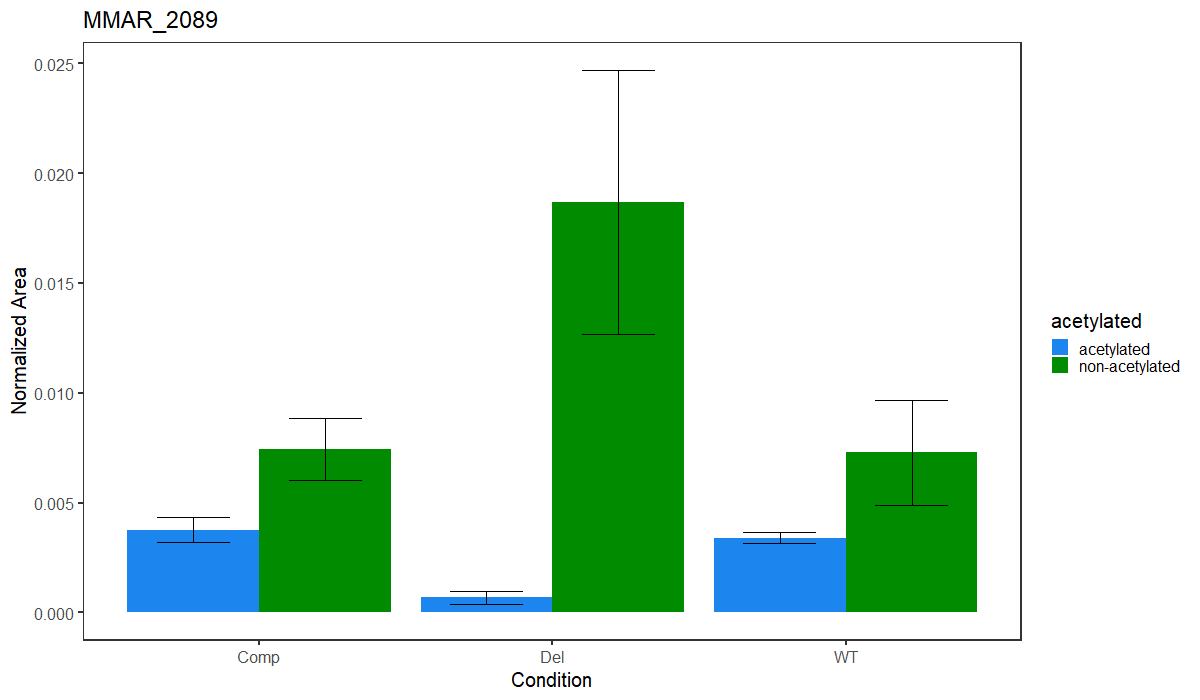 MMAR_2089
0.025
0.020
0.015
0.010
0.005
0.000
Normalized Area
Comp
Del
WT
Condition
acetylated
acetylated
non-acetylated